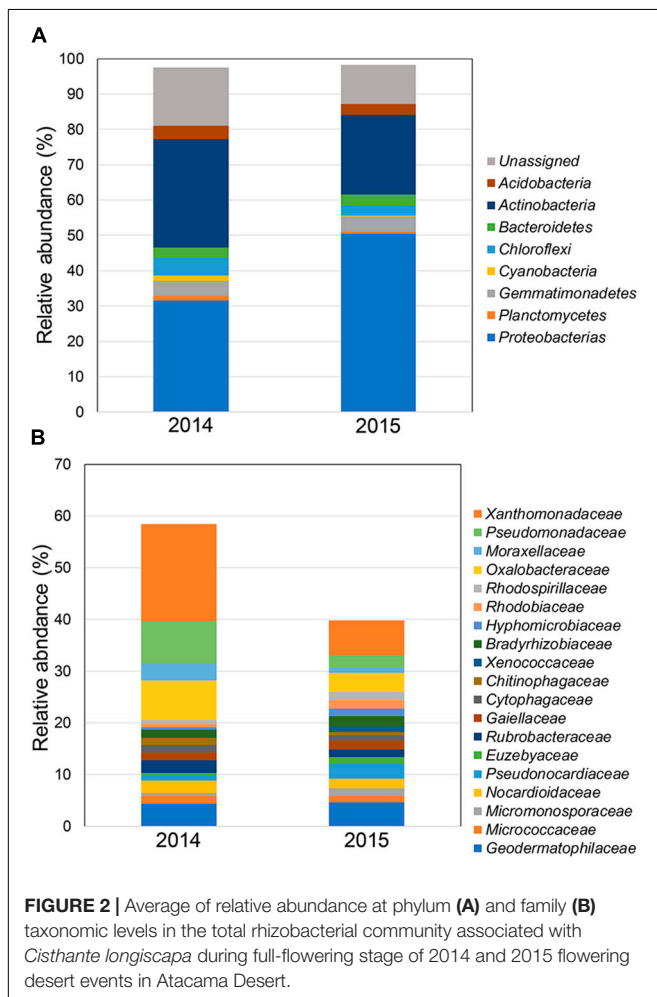 A
Relative abundance (%)
100
90
80
70
60
50
40
30
20
10
0
2014
2015
Unassigned
Acidobacteria
Actinobacteria
Bacteroidetes
Chloroflexi
Cyanobacteria
Gemmatimonadetes
Planctomycetes
Proteobacterias
B
Relative abndance (%)
70
60
50
40
30
20
10
0
2014
2015
Xanthomonadaceae
Pseudomonadaceae
Moraxellaceae
Oxalobacteraceae
Rhodospirillaceae
Rhodobiaceae
Hyphomicrobiaceae
Bradyrhizobiaceae
Xenococcaceae
Chitinophagaceae
Cytophagaceae
Gaiellaceae
Rubrobacteraceae
Euzebyaceae
Pseudonocardiaceae
Nocardioidaceae
Micromonosporaceae
Micrococcaceae
Geodermatophilaceae
FIGURE 2 | Average of relative abundance at phylum (A) and family (B)
taxonomic levels in the total rhizobacterial community associated with
Cisthante longiscapa during full-flowering stage of 2014 and 2015 flowering
desert events in Atacama Desert.